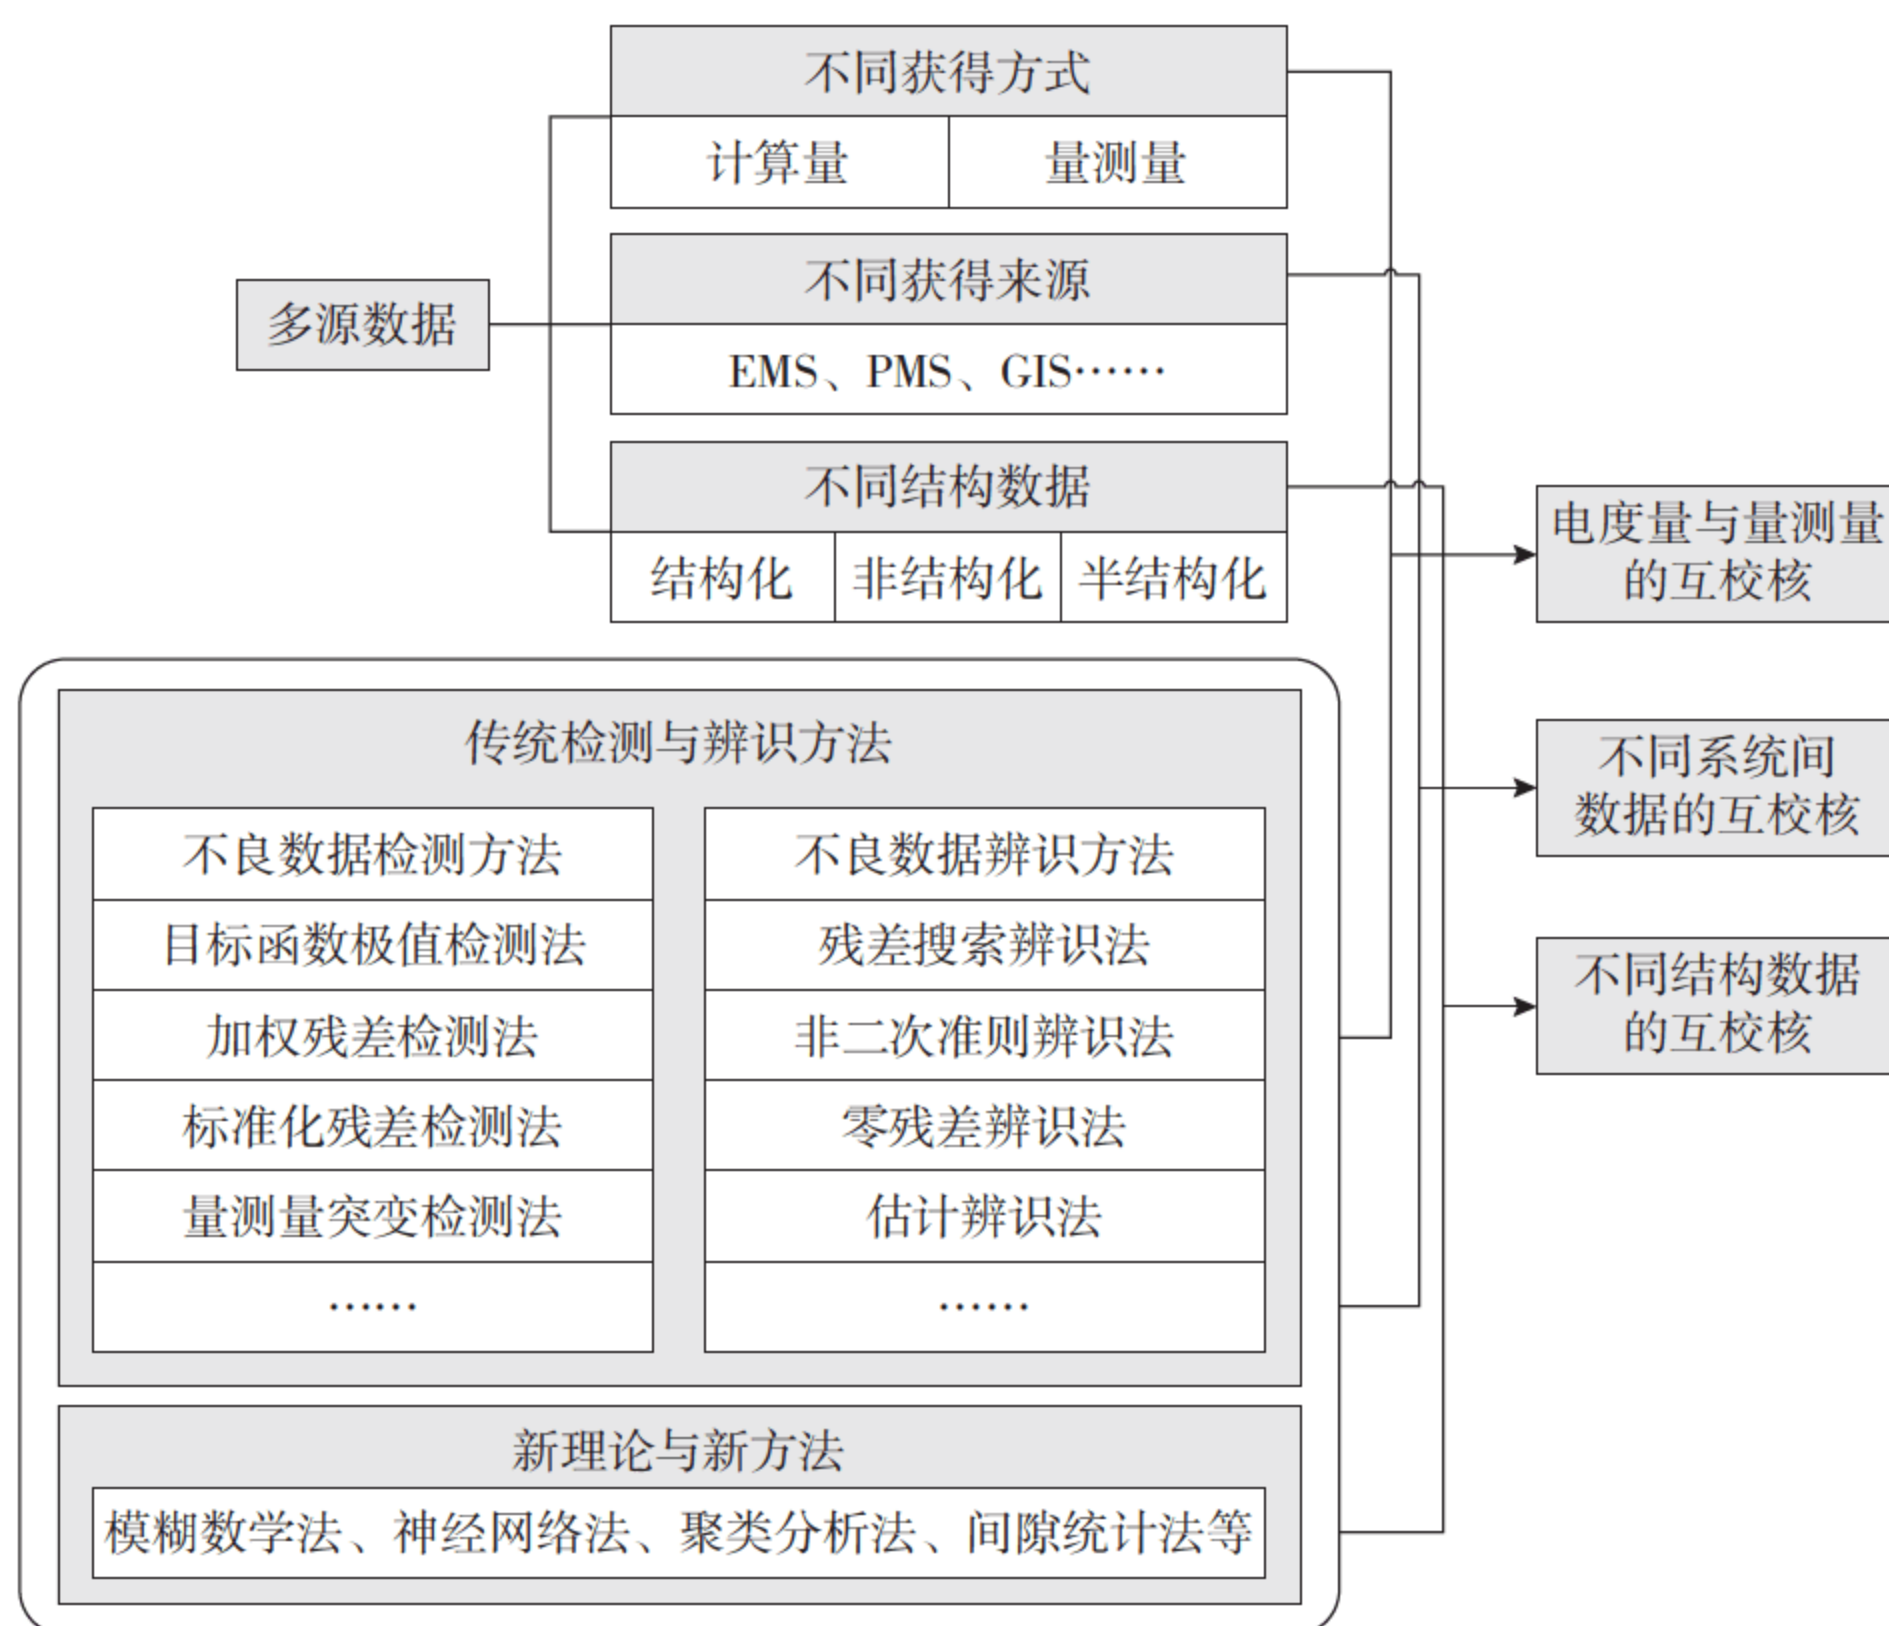 不同获得方式
计算量
量测量
不同获得来源
多源数据
EMS、PMS、GIS……
不同结构数据
结构化
非结构化
半结构化
电度量与量测量
的互校核
传统检测与辨识方法
不同系统间
数据的互校核
不良数据检测方法
目标函数极值检测法
加权残差检测法
标准化残差检测法
量测量突变检测法
……
不良数据辨识方法
残差搜索辨识法
非二次准则辨识法
零残差辨识法
估计辨识法
……
不同结构数据
的互校核
新理论与新方法
模糊数学法、神经网络法、聚类分析法、间隙统计法等